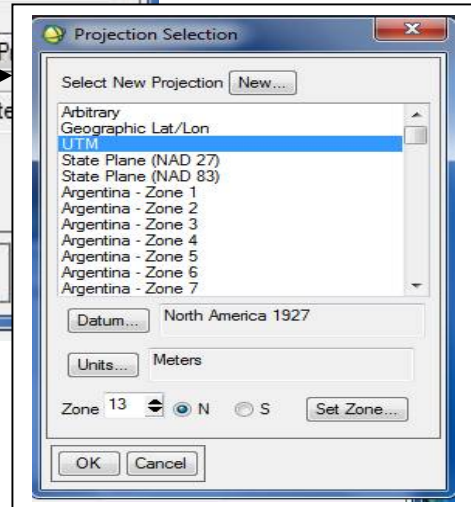 Projection Selection
Select New Projection New...
Arbitrary
Geographic Lat/Lon
UTM
State Plane (NAD 27)
State Plane (NAD 83)
Argentina - Zone 1
Argentina - Zone 2
Argentina - Zone 3
Argentina - Zone 4
Argentina - Zone 5
Argentina - Zone 6
Argentina - Zone 7
Datum... North America 1927
Units... Meters
Zone 13 N S Set Zone...
OK Cancel